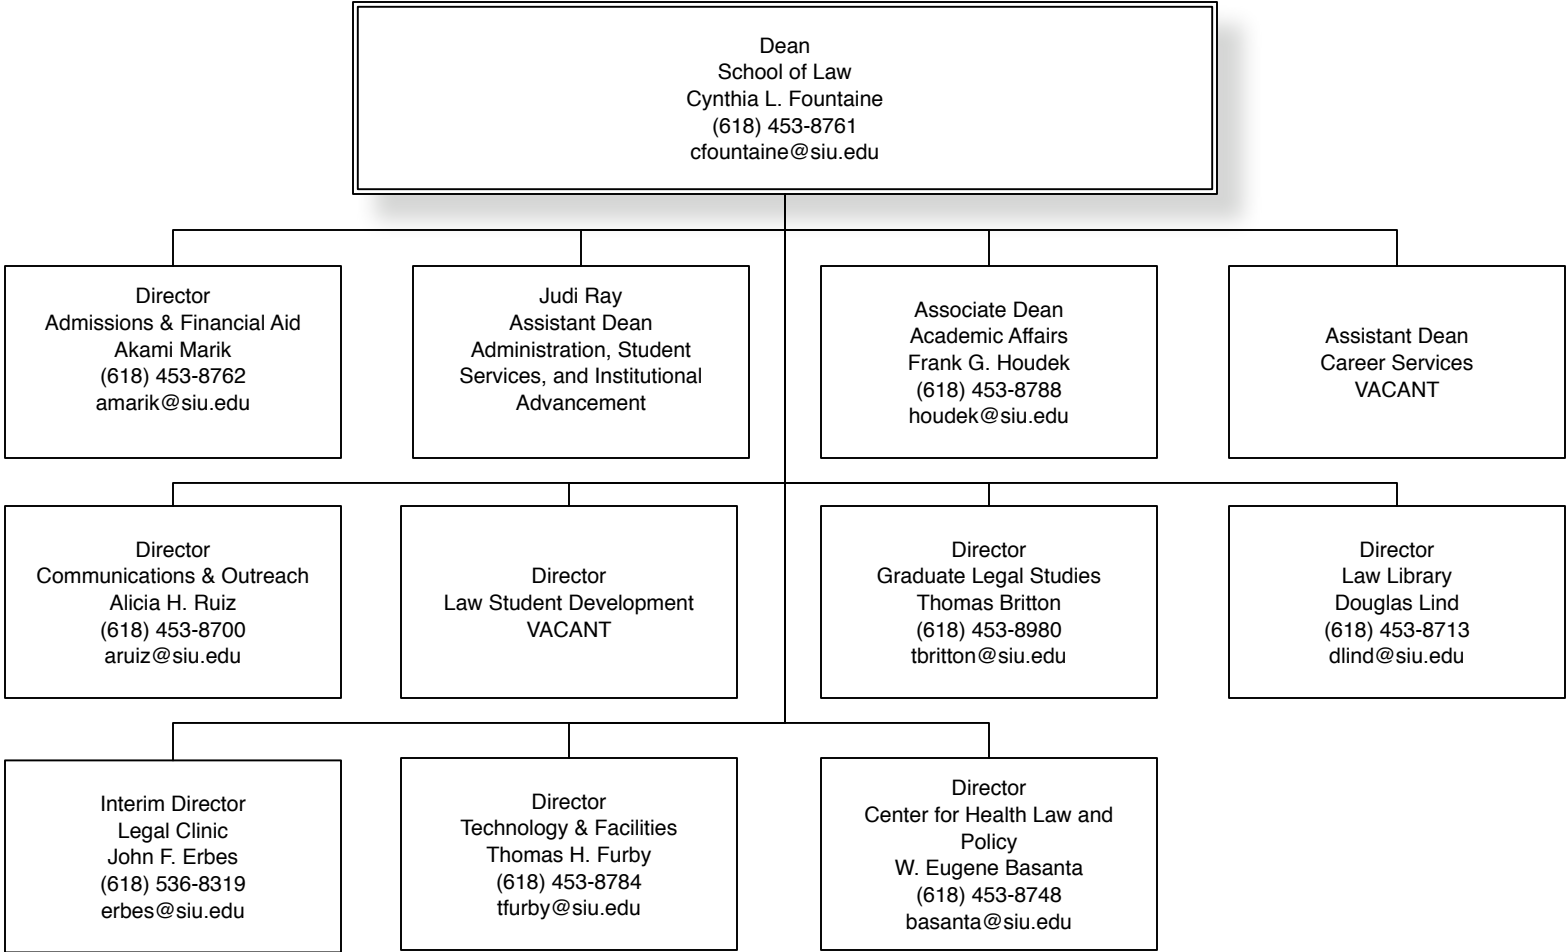 Dean
School of Law
Cynthia L. Fountaine
(618) 453-8761
cfountaine@siu.edu
Director
Admissions & Financial Aid
Akami Marik
(618) 453-8762
amarik@siu.edu
Judi Ray
Assistant Dean
Administration, Student
Services, and Institutional
Advancement
Associate Dean
Academic Affairs
Frank G. Houdek
(618) 453-8788
houdek@siu.edu
Assistant Dean
Career Services
VACANT
Director
Communications & Outreach
Alicia H. Ruiz
(618) 453-8700
aruiz@siu.edu
Director
Law Student Development
VACANT
Director
Graduate Legal Studies
Thomas Britton
(618) 453-8980
tbritton@siu.edu
Director
Law Library
Douglas Lind
(618) 453-8713
dlind@siu.edu
Interim Director
Legal Clinic
John F. Erbes
(618) 536-8319
erbes@siu.edu
Director
Technology & Facilities
Thomas H. Furby
(618) 453-8784
tfurby@siu.edu
Director
Center for Health Law and
Policy
W. Eugene Basanta
(618) 453-8748
basanta@siu.edu